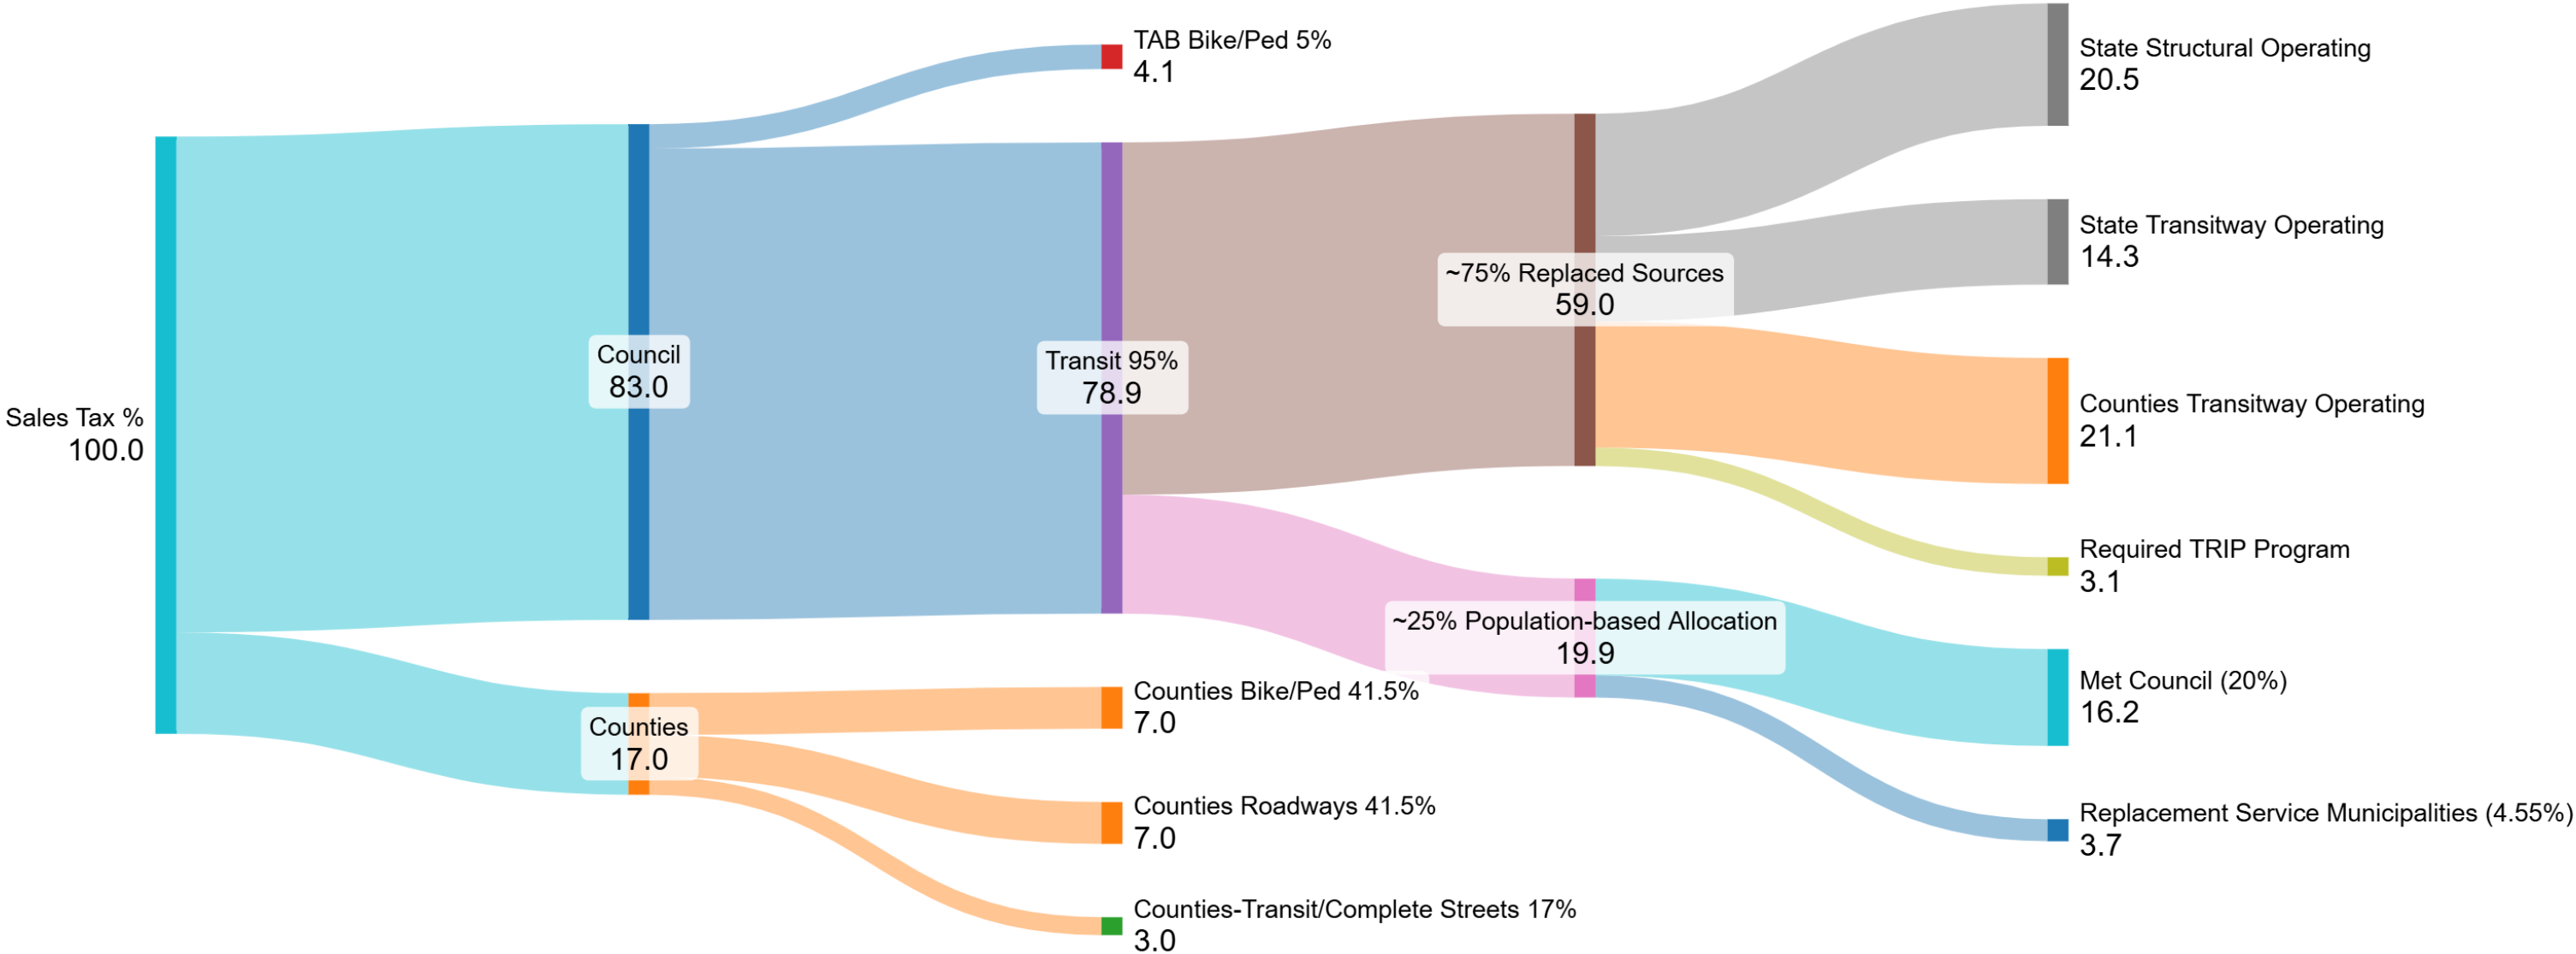 Sales Tax %
100.0
Council
83.0
Counties
17.0
TAB Bike/Ped 5%
4.1
Transit 95%
78.9
Counties Bike/Ped 41.5%
7.0
Counties Roadways 41.5%
7.0
Counties-Transit/Complete Streets 17%
3.0
~75% Replaced Sources
59.0
~25% Population-based Allocation
19.9
State Structural Operating
20.5
State Transitway Operating
14.3
Counties Transitway Operating
21.1
Required TRIP Program
3.1
Met Council (20%)
16.2
Replacement Service Municipalities (4.55%)
3.7